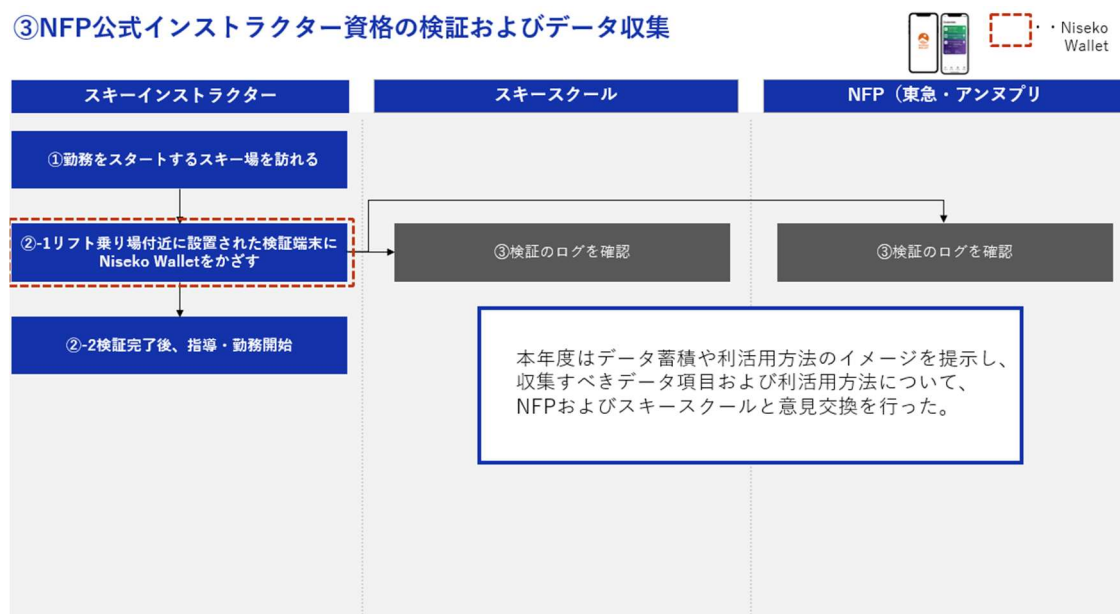 ③NFP公式インストラクター資格の検証およびデータ収集
・・Niseko
Wallet
スキーインストラクター
スキースクール
NFP（東急・アンヌプリ
①勤務をスタートするスキー場を訪れる
②-1リフト乗り場付近に設置された検証端末に
Niseko Walletをかざす
③検証のログを確認
③検証のログを確認
②-2検証完了後、指導・勤務開始
本年度はデータ蓄積や利活用方法のイメージを提示し、
収集すべきデータ項目および利活用方法について、
NFPおよびスキースクールと意見交換を行った。